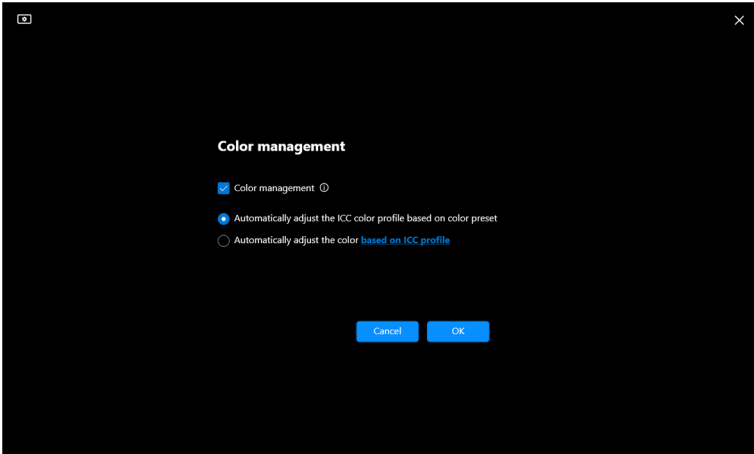 Color management
Color management
Automatically adjust the ICC color profile based on color preset
Automatically adjust the color based on ICC profile
Cancel OK